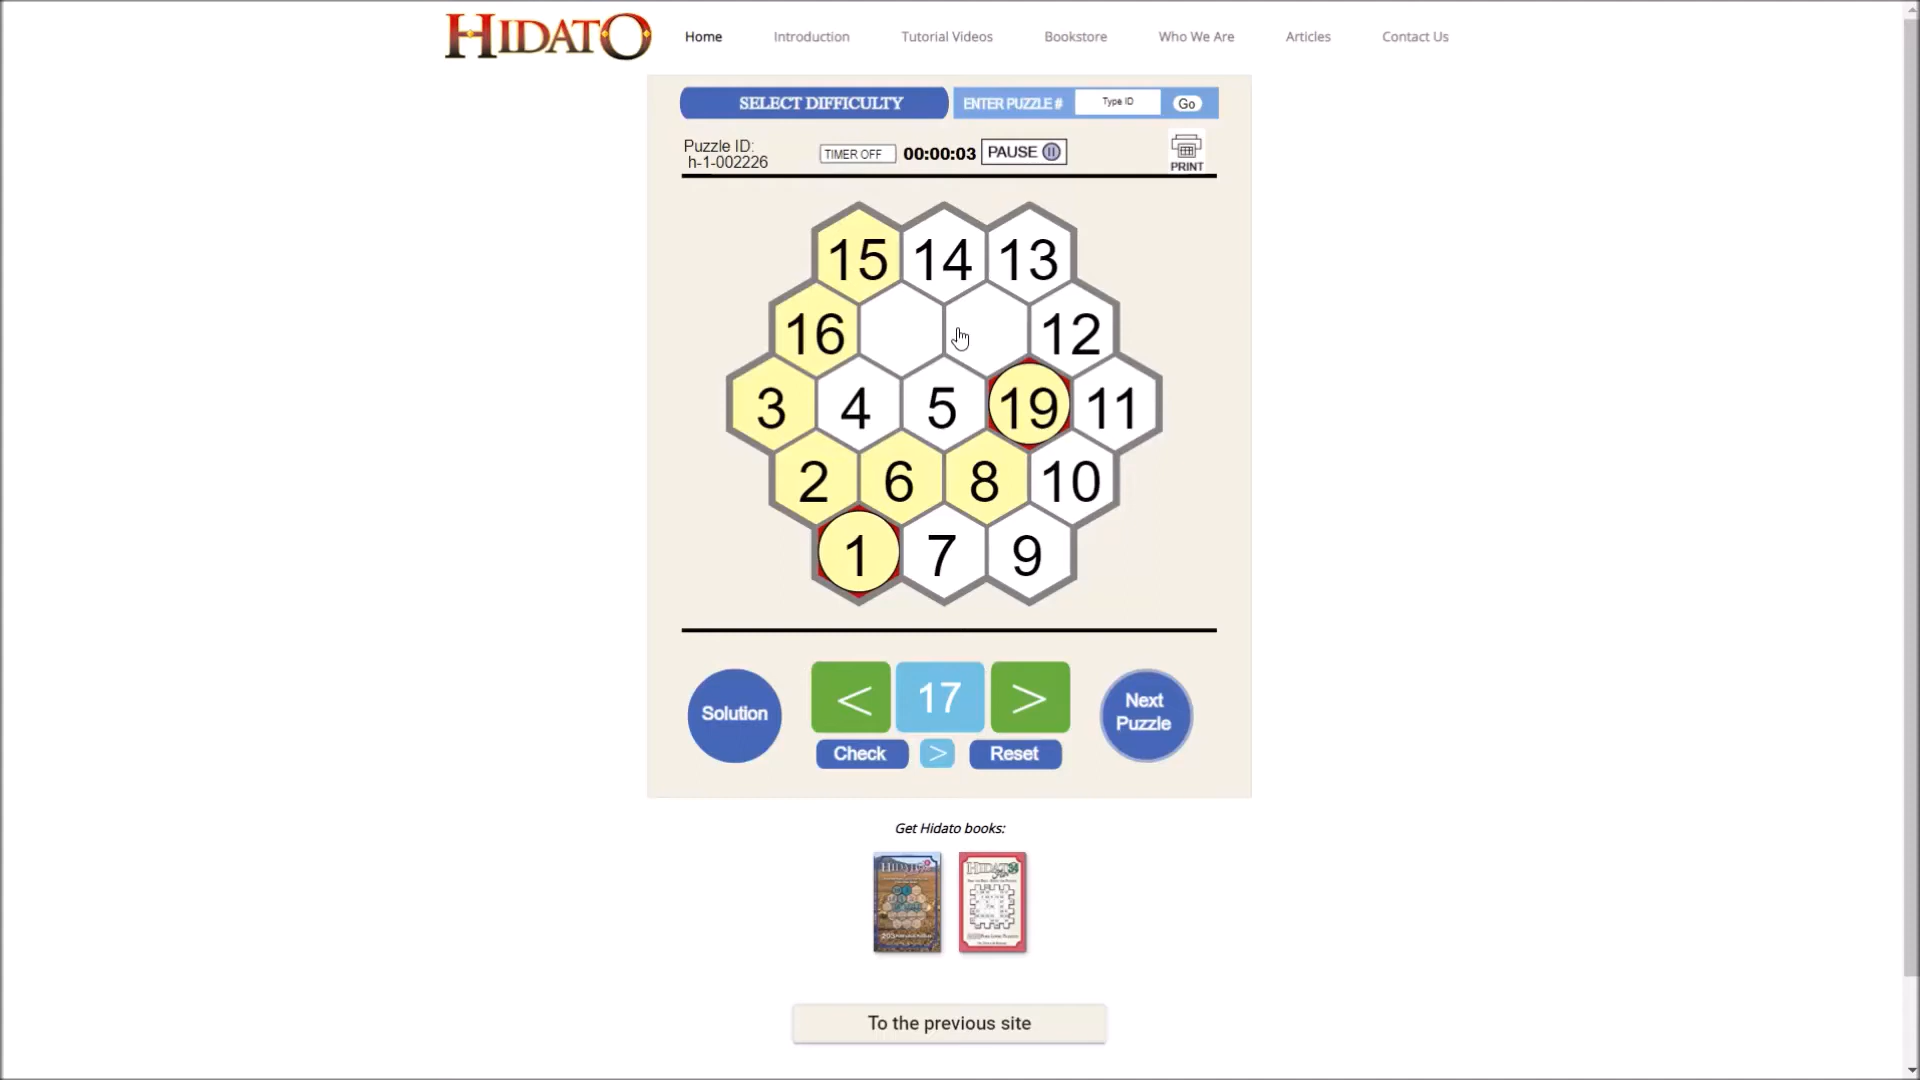 HIDATO
Home Introduction Tutorial Videos Bookstore Who We Are Articles Contact Us
SELECT DIFFICULTY ENTER PUZZLE # Type ID Go
Puzzle ID:
h-1-002226
TIMER OFF 00:00:03 PAUSE
PRINT
15 14 13
16 12
3 4 5 19 11
2 6 8 10
1 7 9
Solution < 17 > Next
Puzzle
Check > Reset
Get Hidato books:
HIDATO
To the previous site